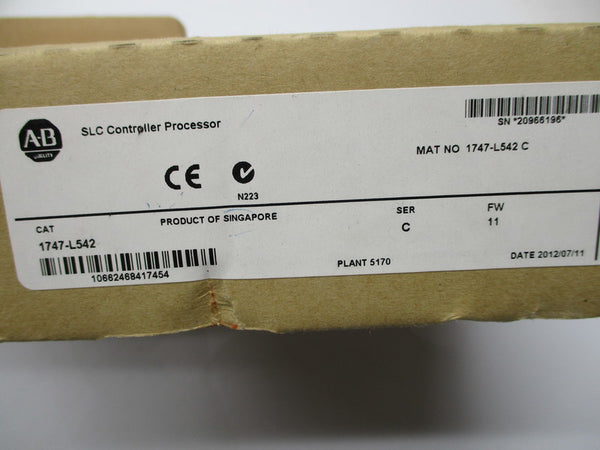 A-B
QUALITY
SLC Controller Processor
SN *20966196*
MAT NO 1747-L542 C
CE
N223
CAT
PRODUCT OF SINGAPORE
SER
FW
1747-L542
C
11
10662468417454
PLANT 5170
DATE 2012/07/11